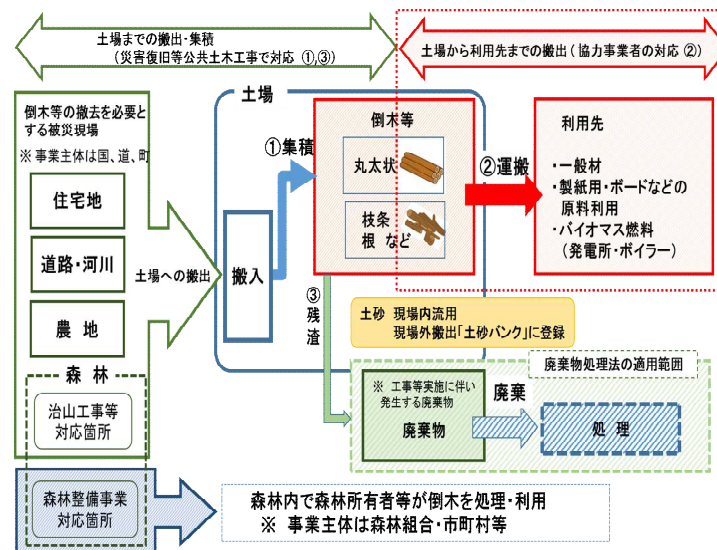 土場までの搬出・集積
(災害復旧等公共土木工事で対応 ①,③)
土場から利用先までの搬出(協力事業者の対応 ②)
倒木等の撤去を必要と
する被災現場
※ 事業主体は国、道、町
住宅地
道路・河川
農 地
森 林
治山工事等
対応箇所
森林整備事業
対応箇所
土場への搬出
土場
搬入
①集積
倒木等
丸太状
枝条
根 など
②運搬
利用先
・一般材
・製紙用・ボードなどの
原料利用
・バイオマス燃料
(発電所・ボイラー)
③
残
渣
土砂 現場内流用
現場外搬出「土砂バンク」に登録
廃棄物処理法の適用範囲
※ 工事等実施に伴い
発生する廃棄物
廃棄物
廃棄
処 理
森林内で森林所有者等が倒木を処理・利用
※ 事業主体は森林組合・市町村等